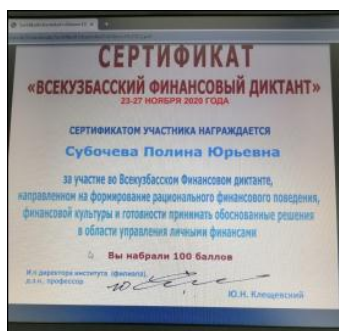 СЕРТИФИКАТ
«ВСЕКУЗБАССКИЙ ФИНАНСОВЫЙ ДИКТАНТ»
23-27 НОЯБРЯ 2020 ГОДА
СЕРТИФИКАТОМ УЧАСТНИКА НАГРАЖДАЕТСЯ
Субочева Полина Юрьевна
за участие во Всекузбасском Финансовом диктанте,
направленном на формирование рационального финансового поведения,
финансовой культуры и готовности принимать обоснованные решения
в области управления личными финансами
Вы набрали 100 баллов
И.о директора института (филиала),
д.э.н., профессор
Ю.Н. Клещевский